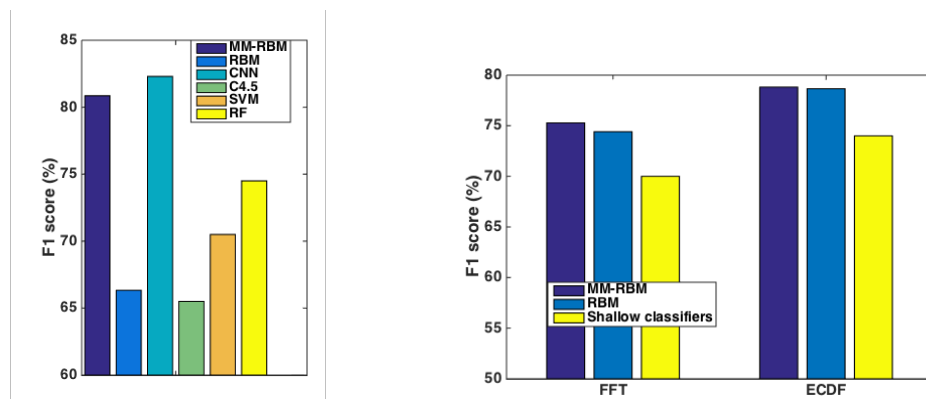 85
80
75
70
65
60
F1 score (%)
MM-RBM
RBM
CNN
C4.5
SVM
RF
80
75
70
65
60
55
50
F1 score (%)
MM-RBM
RBM
Shallow classifiers
FFT
ECDF